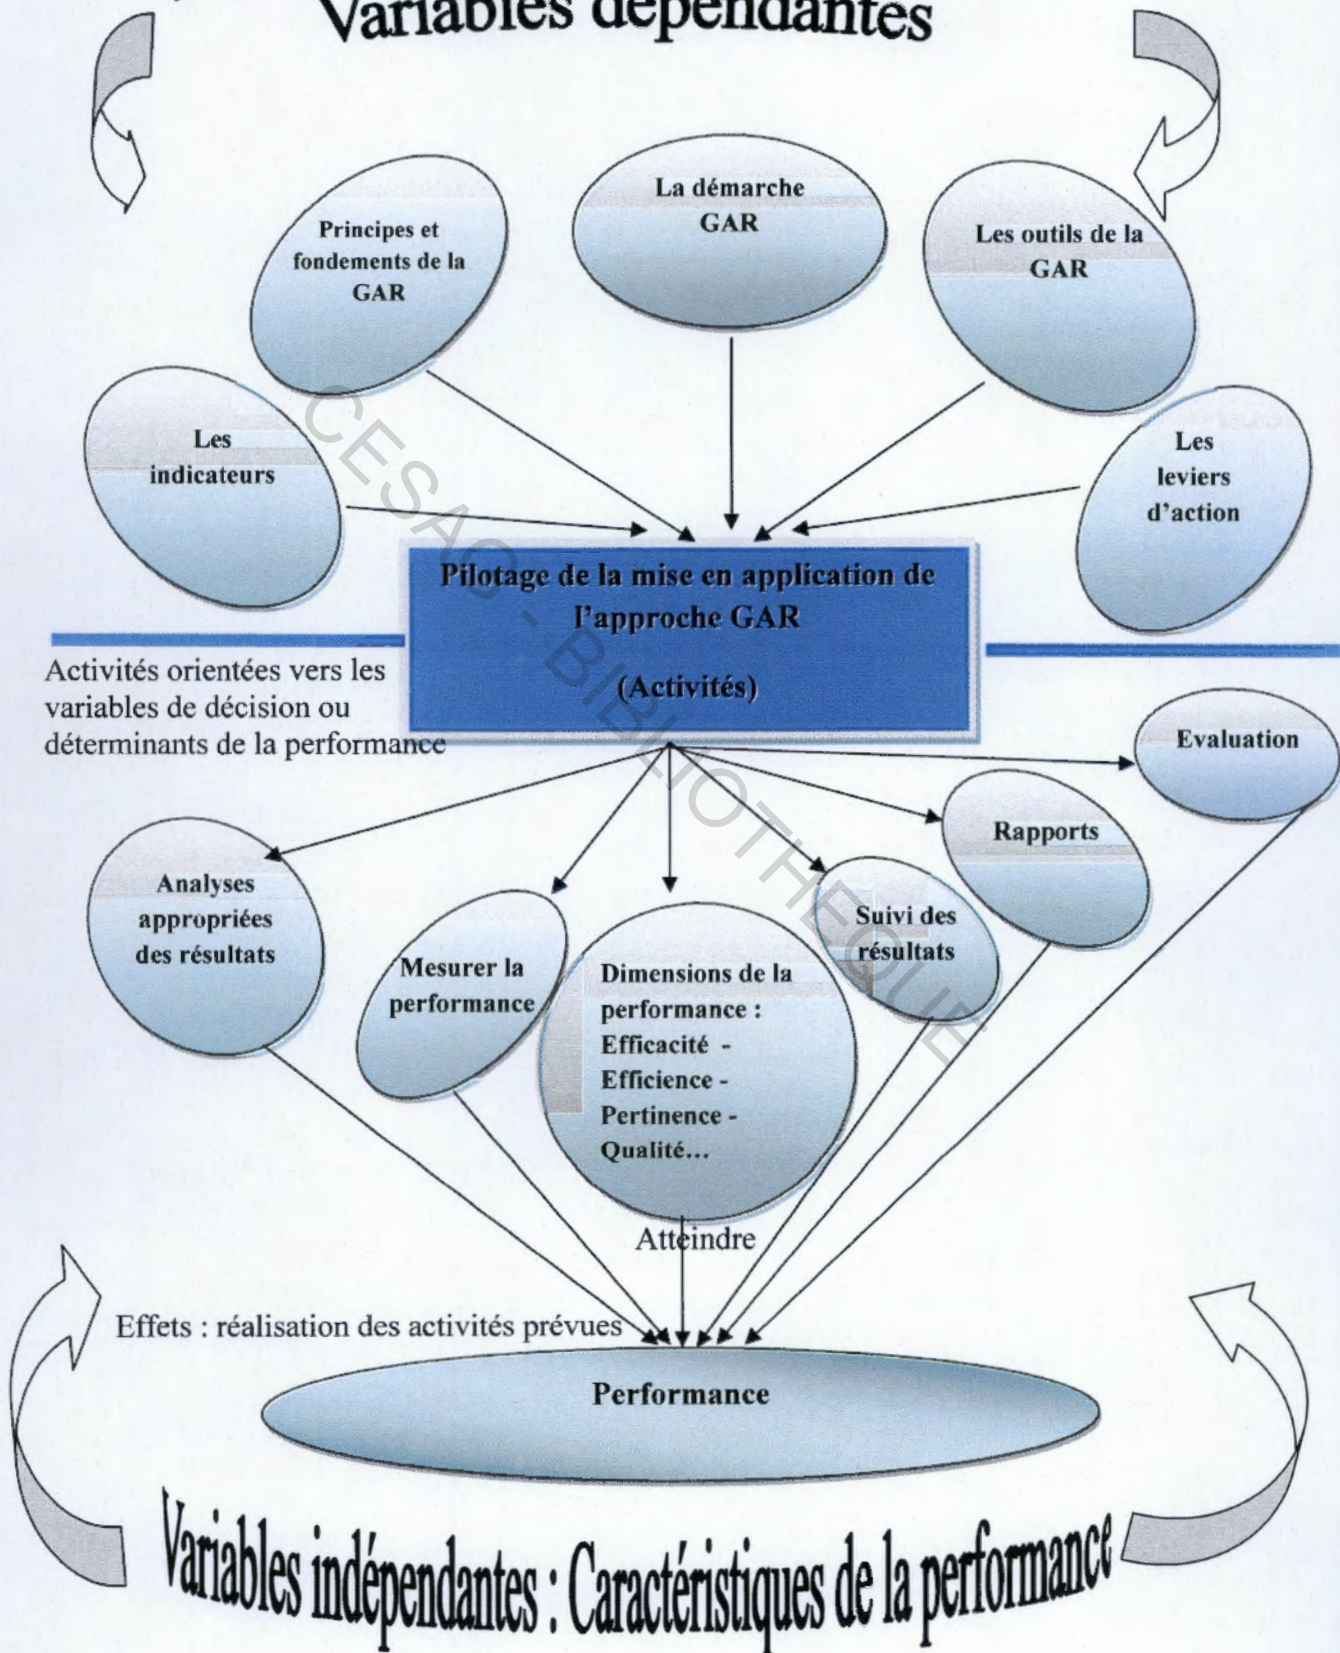 Variables dépendantes
La démarche
GAR
Principes et
fondements de la
GAR
Les outils de la
GAR
Les
indicateurs
Les
leviers
d'action
Pilotage de la mise en application de
l'approche GAR
(Activités)
Activités orientées vers les
variables de décision ou
déterminants de la performance
Evaluation
Rapports
Analyses
appropriées
des résultats
Suivi des
résultats
Mesurer la
performance
Dimensions de la
performance :
Efficacité -
Efficience -
Pertinence -
Qualité...
Atteindre
Effets : réalisation des activités prévues
Performance
Variables indépendantes : Caractéristiques de la performance
CESAG - BIBLIOTHEQUE